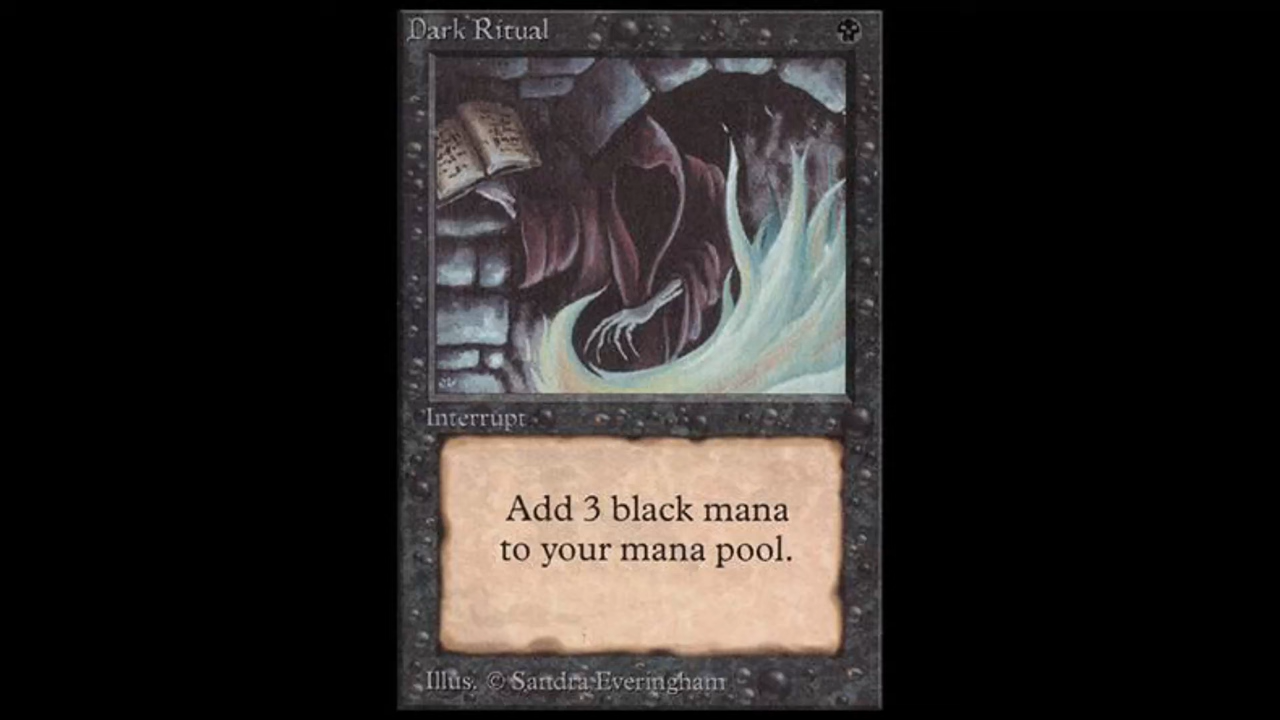 Dark Ritual
Interrupt
Add 3 black mana
to your mana pool.
Illus. © Sandra Everingham